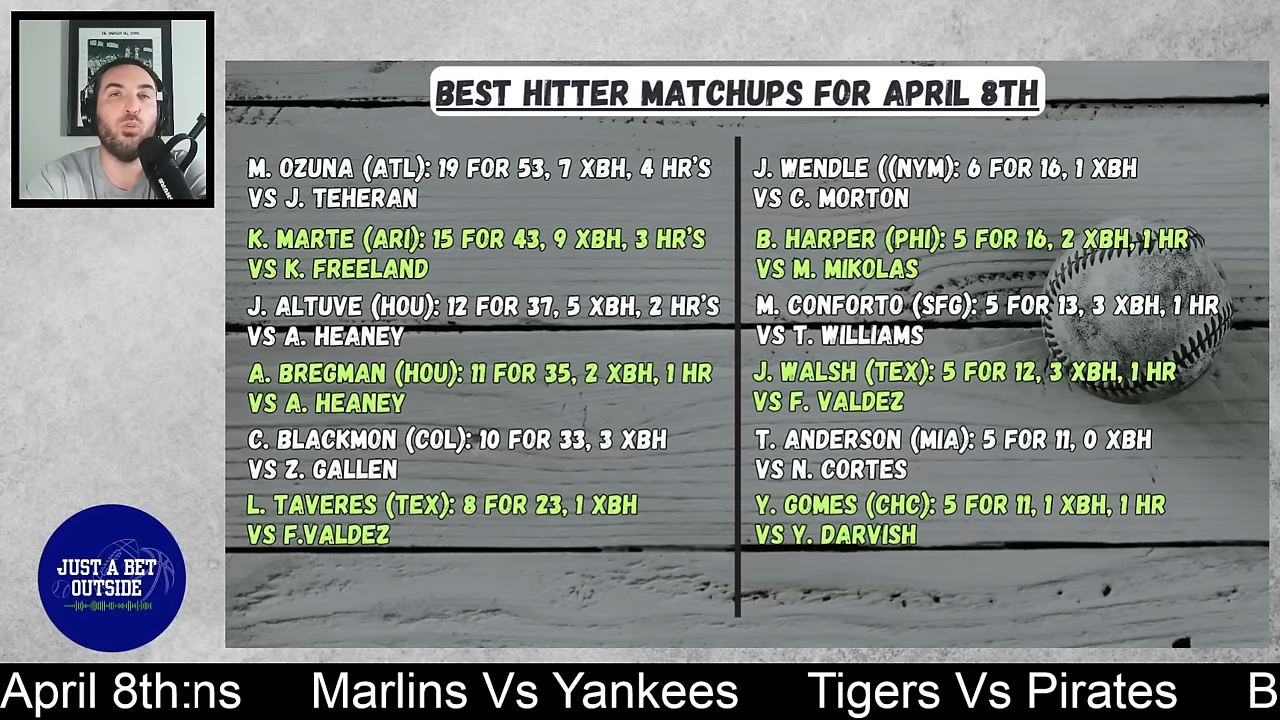 BEST HITTER MATCHUPS FOR APRIL 8TH
M. OZUNA (ATL): 19 FOR 53, 7 XBH, 4 HR'S
VS J. TEHERAN
K. MARTE (ARI): 15 FOR 43, 9 XBH, 3 HR'S
VS K. FREELAND
J. ALTUVE (HOU): 12 FOR 37, 5 XBH, 2 HR'S
VS A. HEANEY
A. BREGMAN (HOU): 11 FOR 35, 2 XBH, 1 HR
VS A. HEANEY
C. BLACKMON (COL): 10 FOR 33, 3 XBH
VS Z. GALLEN
L. TAVERES (TEX): 8 FOR 23, 1 XBH
VS F.VALDEZ
J. WENDLE ((NYM): 6 FOR 16, 1 XBH
VS C. MORTON
B. HARPER (PHI): 5 FOR 16, 2 XBH, 1 HR
VS M. MIKOLAS
M. CONFORTO (SFG): 5 FOR 13, 3 XBH, 1 HR
VS T. WILLIAMS
J. WALSH (TEX): 5 FOR 12, 3 XBH, 1 HR
VS F. VALDEZ
T. ANDERSON (MIA): 5 FOR 11, 0 XBH
VS N. CORTES
Y. GOMES (CHC): 5 FOR 11, 1 XBH, 1 HR
VS Y. DARVISH
JUST A BET
OUTSIDE
April 8th:ns Marlins Vs Yankees Tigers Vs Pirates B